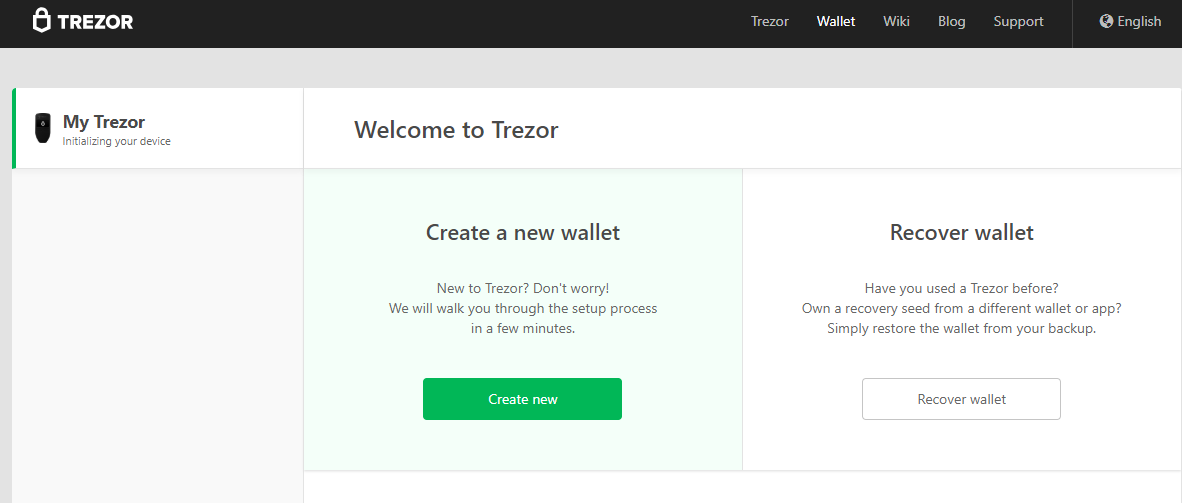 TREZOR
Trezor Wallet Wiki Blog Support English
My Trezor
Initializing your device
Welcome to Trezor
Create a new wallet
New to Trezor? Don't worry!
We will walk you through the setup process
in a few minutes.
Create new
Recover wallet
Have you used a Trezor before?
Own a recovery seed from a different wallet or app?
Simply restore the wallet from your backup.
Recover wallet